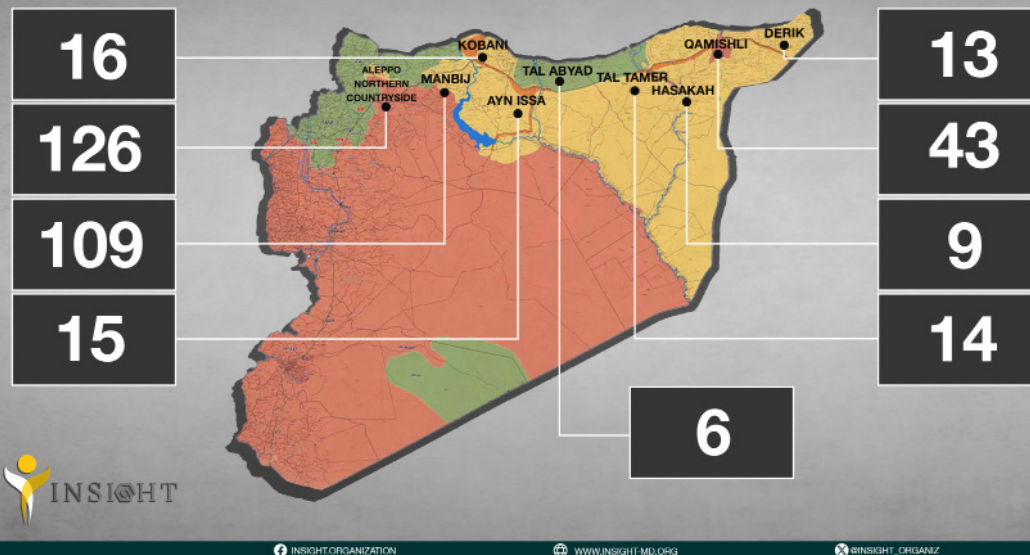 16
126
109
15
13
43
9
14
6
KOBANI
ALEPPO
NORTHERN
COUNTRYSIDE
MANBIJ
AYN ISSA
TAL ABYAD
TAL TAMER
QAMISHLI
HASAKAH
DERIK
INSIGHT
INSIGHT.ORGANIZATION
WWW.INSIGHT-MD.ORG
@INSIGHT_ORGANIZ